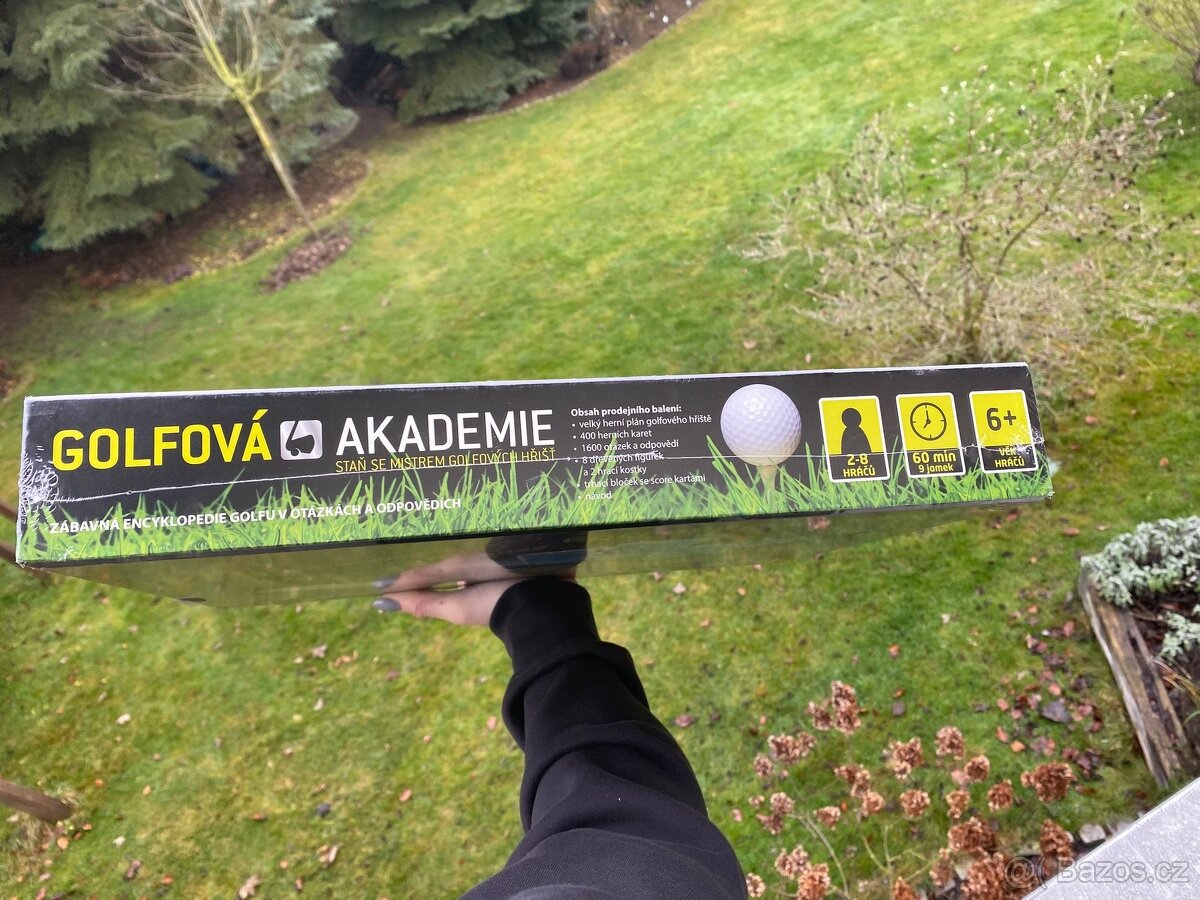 GOLFOVÁ AKADEMIE
STAŇ SE MISTREM GOLFOVÝCH HŘIŠŤ
ZÁBAVNÁ ENCYKLOPEDIE GOLFU V OTÁZKÁCH A ODPOVĚDÍCH
Obsah prodejního balení:
• velký herní plán golfového hřiště
• 400 herních karet
• 1600 otázek a odpovědí
• 8 dřevěných figurek
a 2 hrací kostky
• trhací bloček se score kartami
• návod
2-8
HRÁČŮ
60 min
9 jamek
6+
VĚK
HRÁČŮ
Bazos.cz